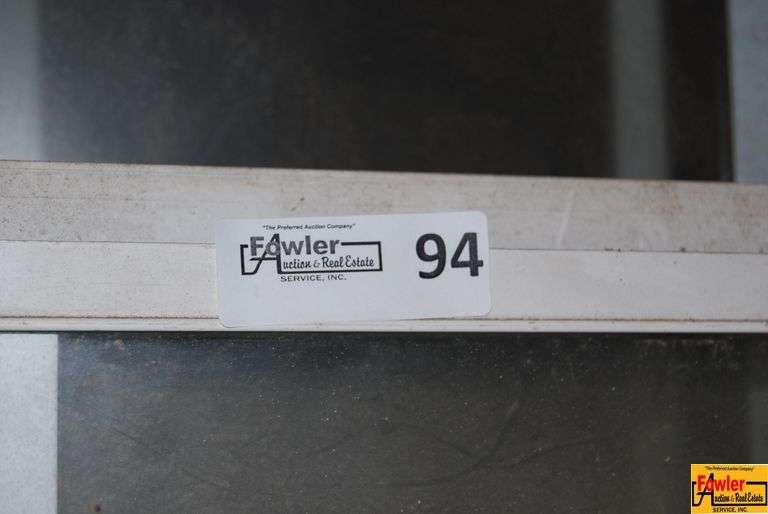 "The Preferred Auction Company"
Fowler
Auction & Real Estate
SERVICE, INC.
94
"The Preferred Auction Company"
Fowler
Auction & Real Estate
SERVICE, INC.